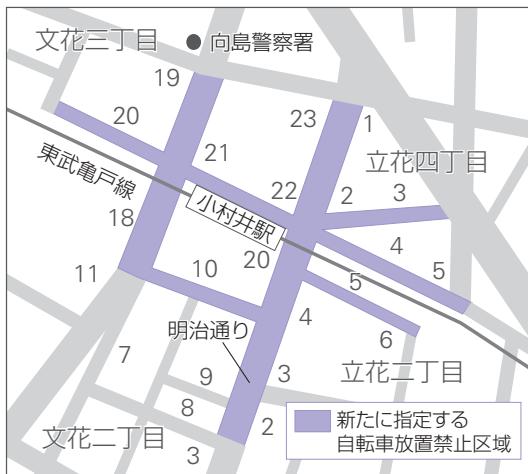 文花三丁目
向島警察署
19
23
1
20
21
立花四丁目
22
2
3
東武亀戸線
小村井駅
18
4
20
5
11
10
5
4
6
明治通り
7
9
3
立花二丁目
8
2
文花二丁目
3
新たに指定する
自転車放置禁止区域